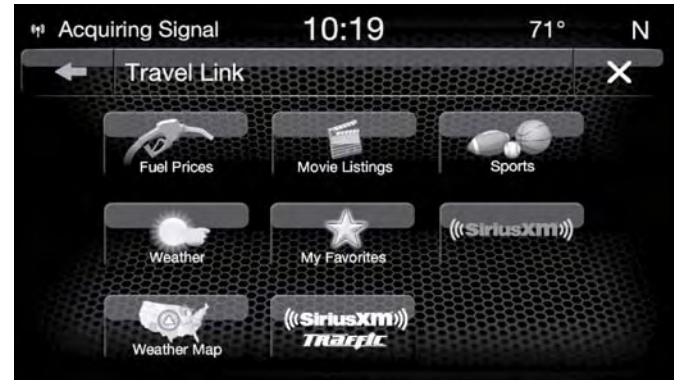 Acquiring Signal 10:19 71° N
Travel Link
Fuel Prices Movie Listings Sports
Weather My Favorites ((SiriusXM))
Weather Map ((SiriusXM))
Traffic